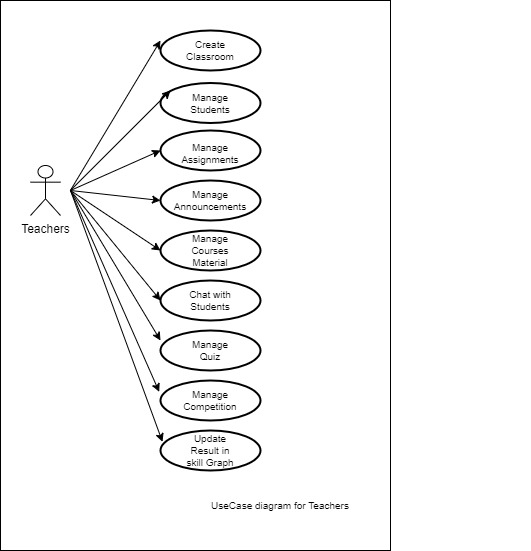 Create
Classroom
Manage
Students
Manage
Assignments
Manage
Announcements
Teachers
Manage
Courses
Material
Chat with
Students
Manage
Quiz
Manage
Competition
Update
Result in
skill Graph
UseCase diagram for Teachers